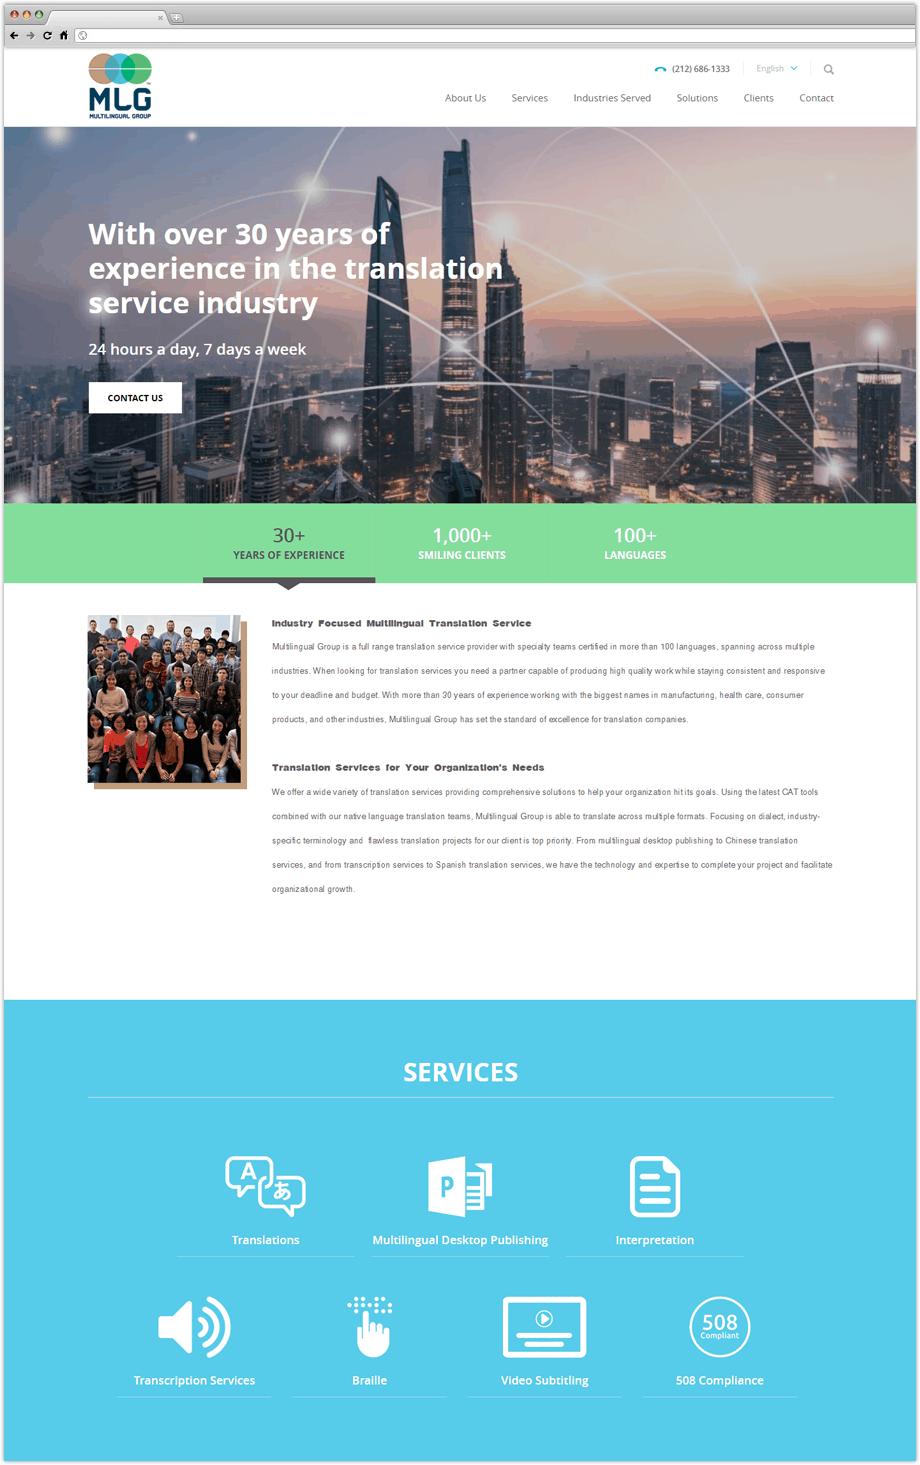 (212) 686-1333 English
MLG
MULTILINGUAL GROUP
About Us Services Industries Served Solutions Clients Contact
With over 30 years of
experience in the translation
service industry
24 hours a day, 7 days a week
CONTACT US
30+ 1,000+ 100+
YEARS OF EXPERIENCE SMILING CLIENTS LANGUAGES
Industry Focused Multilingual Translation Service
Multilingual Group is a full range translation service provider with specialty teams certified in more than 100 languages, spanning across multiple
industries. When looking for translation services you need a partner capable of producing high quality work while staying consistent and responsive
to your deadline and budget. With more than 30 years of experience working with the biggest names in manufacturing, health care, consumer
products, and other industries, Multilingual Group has set the standard of excellence for translation companies.
Translation Services for Your Organization's Needs
We offer a wide variety of translation services providing comprehensive solutions to help your organization hit its goals. Using the latest CAT tools
combined with our native language translation teams, Multilingual Group is able to translate across multiple formats. Focusing on dialect, industry-
specific terminology and flawless translation projects for our client is top priority. From multilingual desktop publishing to Chinese translation
services, and from transcription services to Spanish translation services, we have the technology and expertise to complete your project and facilitate
organizational growth.
SERVICES
A
あ
P
Translations Multilingual Desktop Publishing Interpretation
508
Compliant
Transcription Services Braille Video Subtitling 508 Compliance